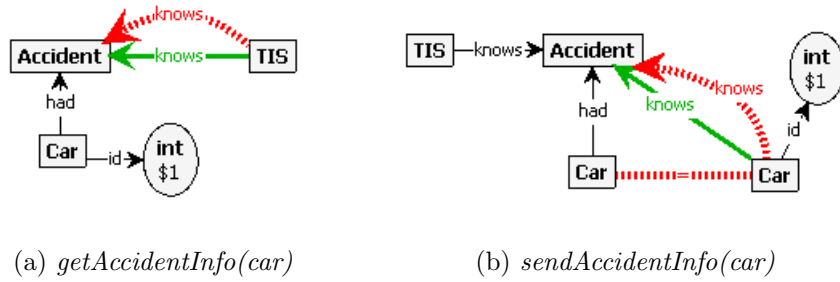 knows
Accident
knows
TIS
had
Car
id
int
$1
TIS
knows
Accident
int
$1
knows
knows
had
id
Car
=
Car
(a) getAccidentInfo(car)
(b) sendAccidentInfo(car)